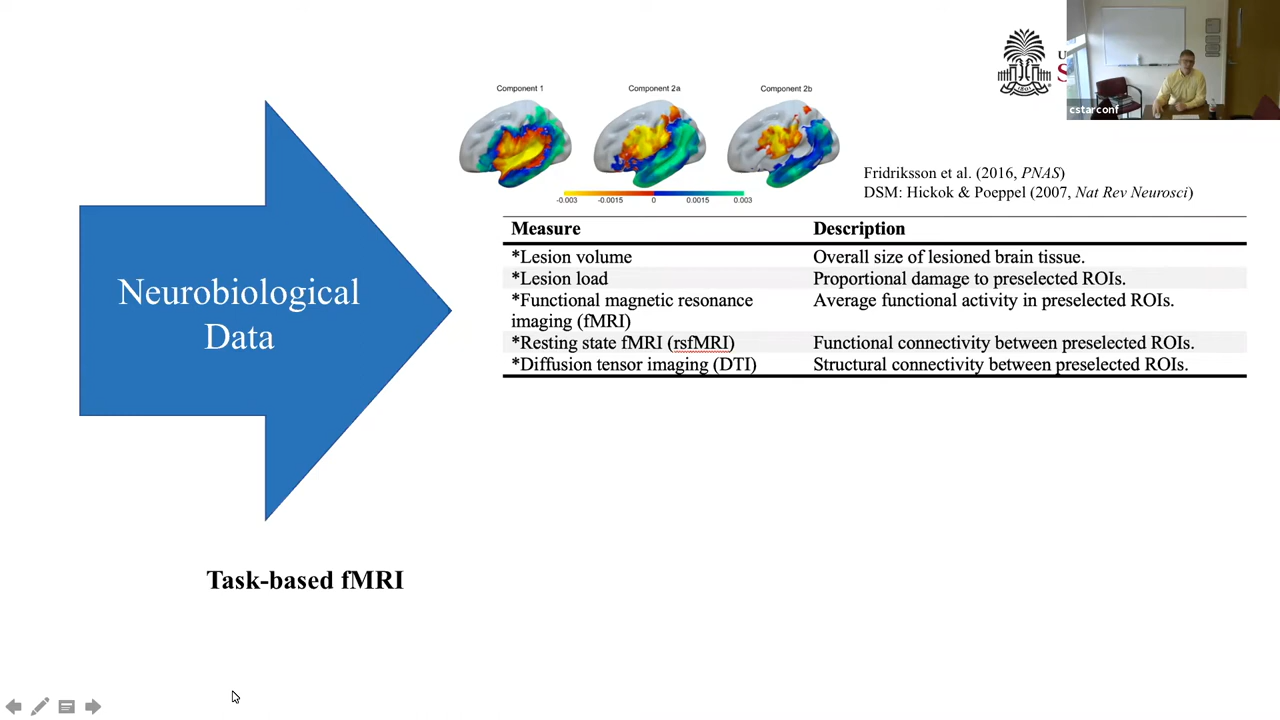 Component 1
Component 2a
Component 2b
-0.003 -0.0015 0 0.0015 0.003
cstarconf
Fridriksson et al. (2016, PNAS)
DSM: Hickok & Poeppel (2007, Nat Rev Neurosci)
Neurobiological
Data
Measure Description
*Lesion volume Overall size of lesioned brain tissue.
*Lesion load Proportional damage to preselected ROIs.
*Functional magnetic resonance Average functional activity in preselected ROIs.
imaging (fMRI)
*Resting state fMRI (rsfMRI) Functional connectivity between preselected ROIs.
*Diffusion tensor imaging (DTI) Structural connectivity between preselected ROIs.
Task-based fMRI